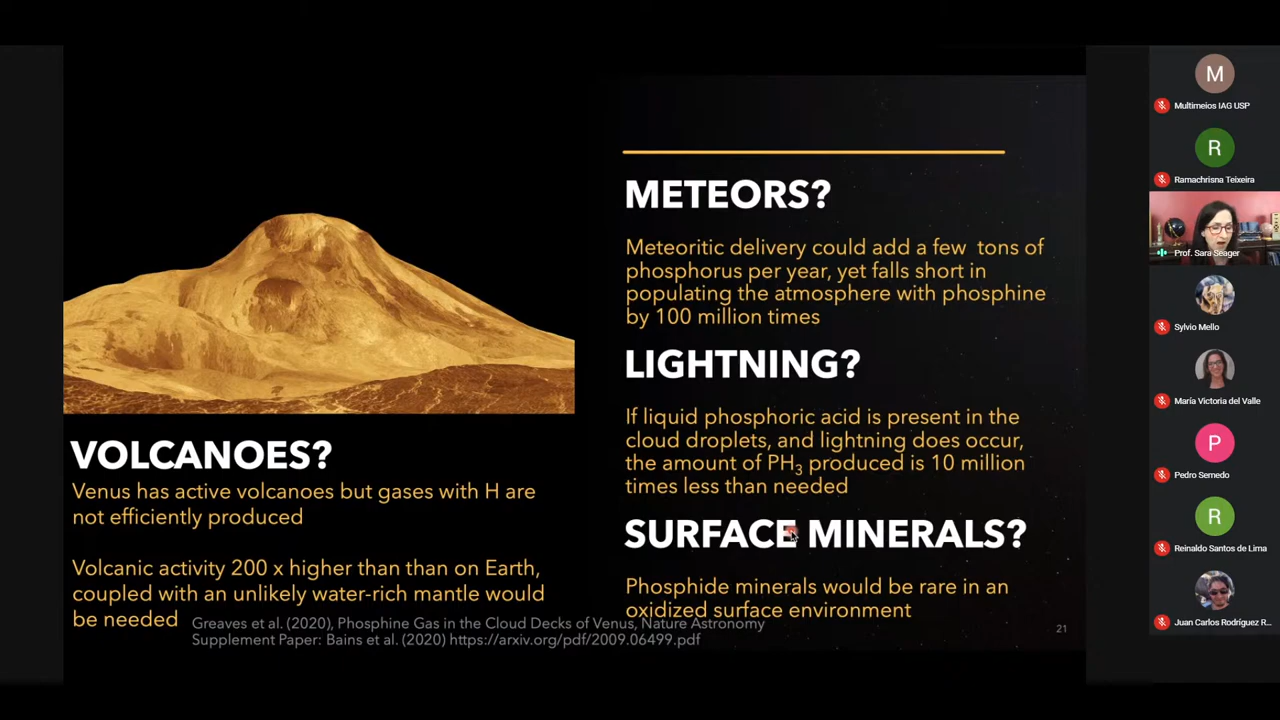 VOLCANOES?
Venus has active volcanoes but gases with H are
not efficiently produced
Volcanic activity 200 x higher than than on Earth,
coupled with an unlikely water-rich mantle would
be needed
METEORS?
Meteoritic delivery could add a few tons of
phosphorus per year, yet falls short in
populating the atmosphere with phosphine
by 100 million times
LIGHTNING?
If liquid phosphoric acid is present in the
cloud droplets, and lightning does occur,
the amount of PH₃ produced is 10 million
times less than needed
SURFACE MINERALS?
Phosphide minerals would be rare in an
oxidized surface environment
Greaves et al. (2020), Phosphine Gas in the Cloud Decks of Venus, Nature Astronomy
Supplement Paper: Bains et al. (2020) https://arxiv.org/pdf/2009.06499.pdf
21
M
Multimeios IAG USP
R
Ramachrisna Teixeira
Prof. Sara Seager
Sylvio Mello
María Victoria del Valle
P
Pedro Semedo
R
Reinaldo Santos de Lima
Juan Carlos Rodríguez R...